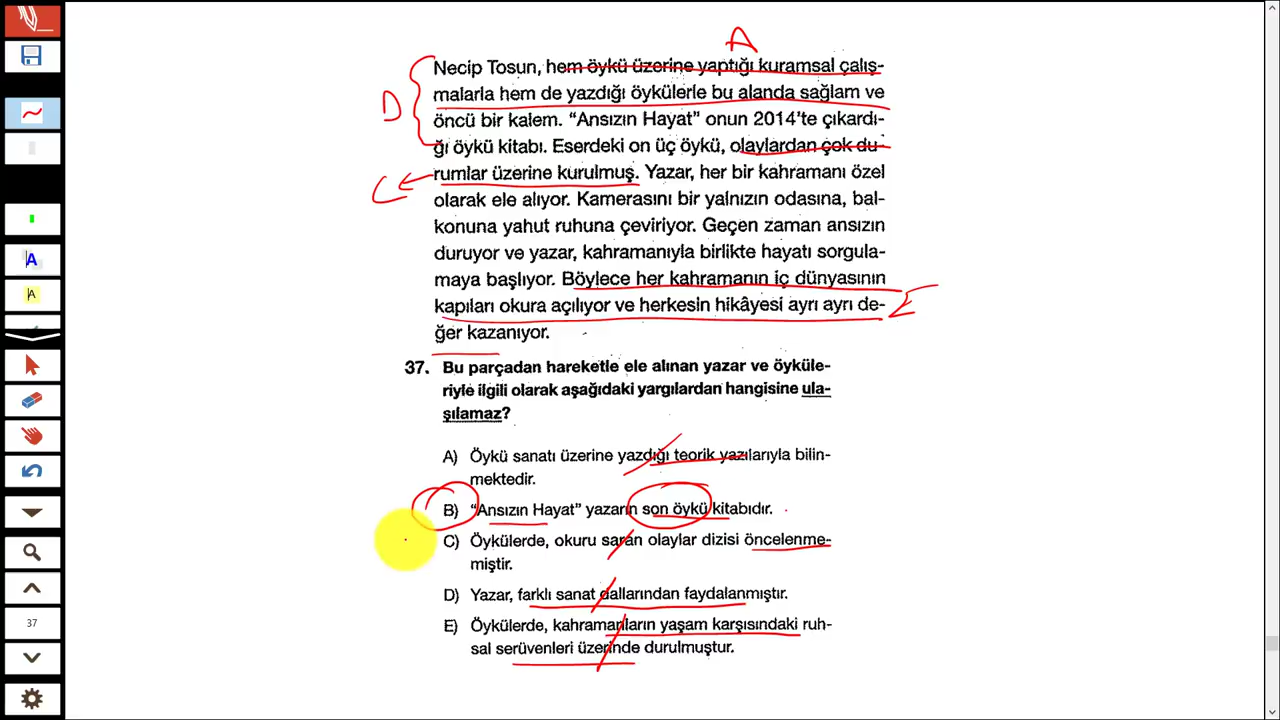 A
Necip Tosun, hem öykü üzerine yaptığı kuramsal çalış-
D
malarla hem de yazdığı öykülerle bu alanda sağlam ve
öncü bir kalem. “Ansızın Hayat” onun 2014’te çıkardı-
ğı öykü kitabı. Eserdeki on üç öykü, olaylardan çok du-
C
rumlar üzerine kurulmuş. Yazar, her bir kahramanı özel
olarak ele alıyor. Kamerasını bir yalnızın odasına, bal-
konuna yahut ruhuna çeviriyor. Geçen zaman ansızın
duruyor ve yazar, kahramanıyla birlikte hayatı sorgula-
maya başlıyor. Böylece her kahramanın iç dünyasının
kapıları okura açılıyor ve herkesin hikâyesi ayrı ayrı de-
ğer kazanıyor.
37. Bu parçadan hareketle ele alınan yazar ve öyküle-
riyle ilgili olarak aşağıdaki yargılardan hangisine ula-
şılamaz?
A) Öykü sanatı üzerine yazdığı teorik yazılarıyla bilin-
mektedir.
B) “Ansızın Hayat” yazarın son öykü kitabıdır.
C) Öykülerde, okuru saran olaylar dizisi öncelenme-
miştir.
D) Yazar, farklı sanat dallarından faydalanmıştır.
E) Öykülerde, kahramanların yaşam karşısındaki ruh-
sal serüvenleri üzerinde durulmuştur.
A
A
37